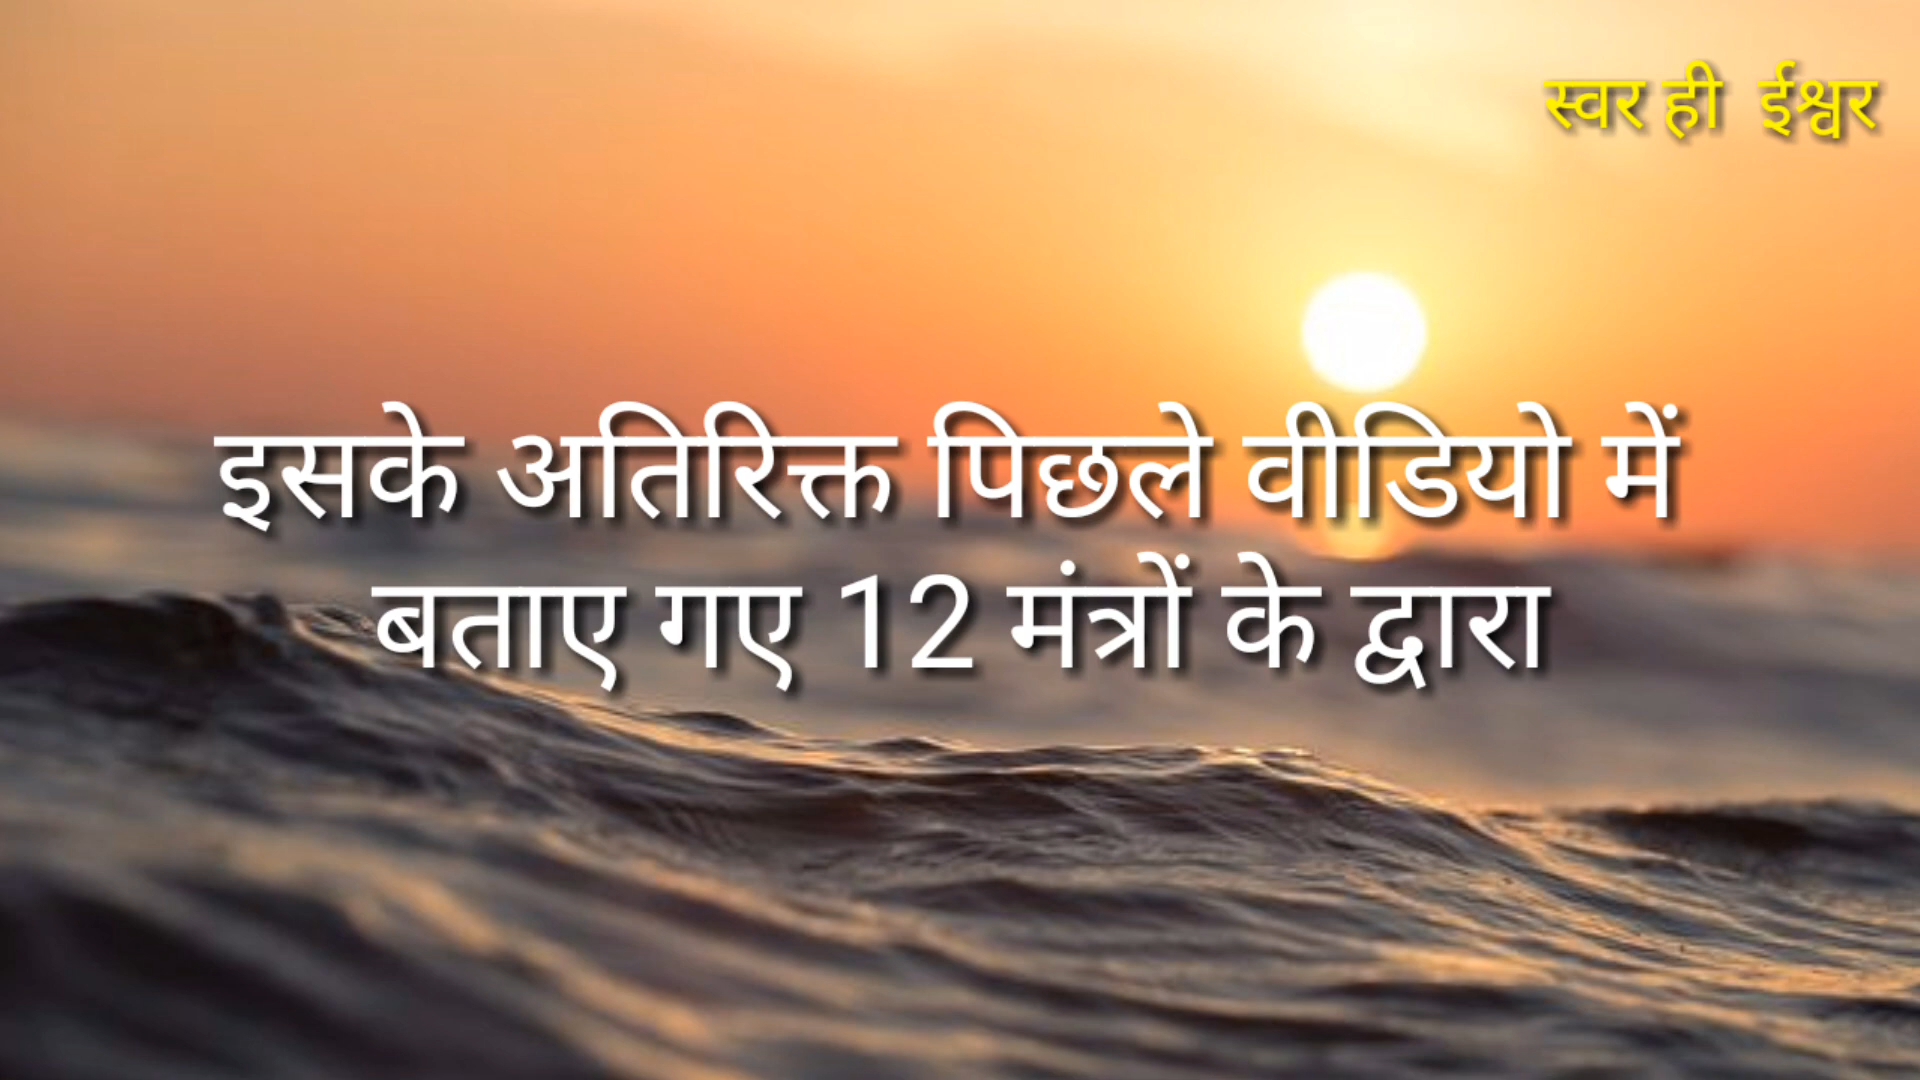 स्वर ही ईश्वर
इसके अतिरिक्त पिछले वीडियो में
बताए गए 12 मंत्रों के द्वारा